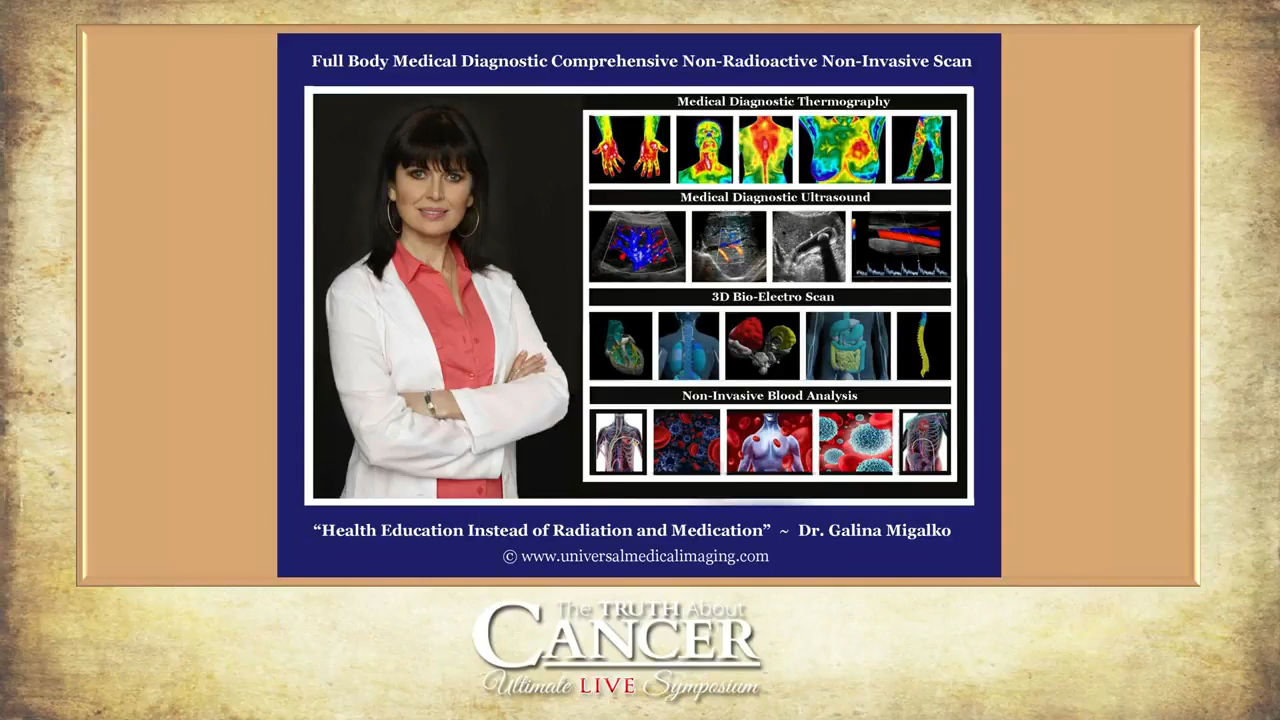 Full Body Medical Diagnostic Comprehensive Non-Radioactive Non-Invasive Scan
Medical Diagnostic Thermography
Medical Diagnostic Ultrasound
3D Bio-Electro Scan
Non-Invasive Blood Analysis
“Health Education Instead of Radiation and Medication” ~ Dr. Galina Migalko
© www.universalmedicalimaging.com
The TRUTH About
CANCER
Ultimate LIVE Symposium